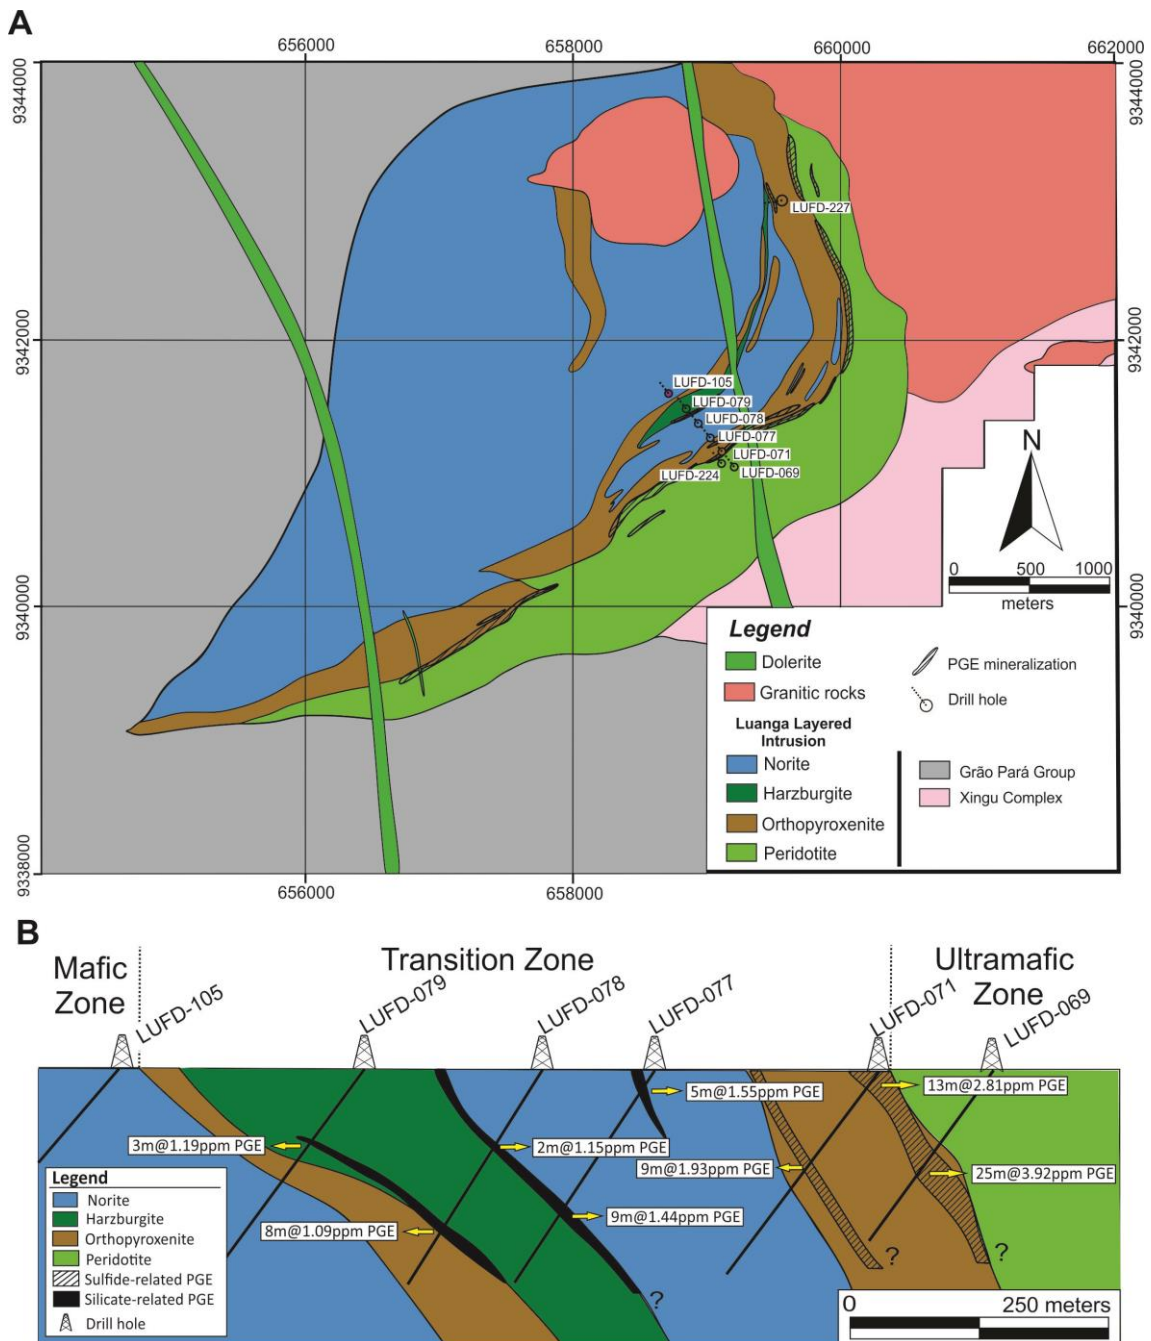 A
656000
658000
660000
662000
9344000
9344000
LUFD-227
9342000
9342000
LUFD-105
LUFD-079
LUFD-078
LUFD-077
LUFD-071
LUFD-224
LUFD-069
N
0 500 1000
meters
9340000
9340000
Legend
Dolerite
Granitic rocks
PGE mineralization
Drill hole
Luanga Layered
Intrusion
Norite
Harzburgite
Orthopyroxenite
Peridotite
Grão Pará Group
Xingu Complex
9338000
656000
658000
B
Mafic
Zone
Transition Zone
Ultramafic
Zone
LUFD-105
LUFD-079
LUFD-078
LUFD-077
LUFD-071
LUFD-069
13m@2.81ppm PGE
5m@1.55ppm PGE
3m@1.19ppm PGE
2m@1.15ppm PGE
9m@1.93ppm PGE
25m@3.92ppm PGE
9m@1.44ppm PGE
8m@1.09ppm PGE
?
?
?
Legend
Norite
Harzburgite
Orthopyroxenite
Peridotite
Sulfide-related PGE
Silicate-related PGE
Drill hole
0 250 meters